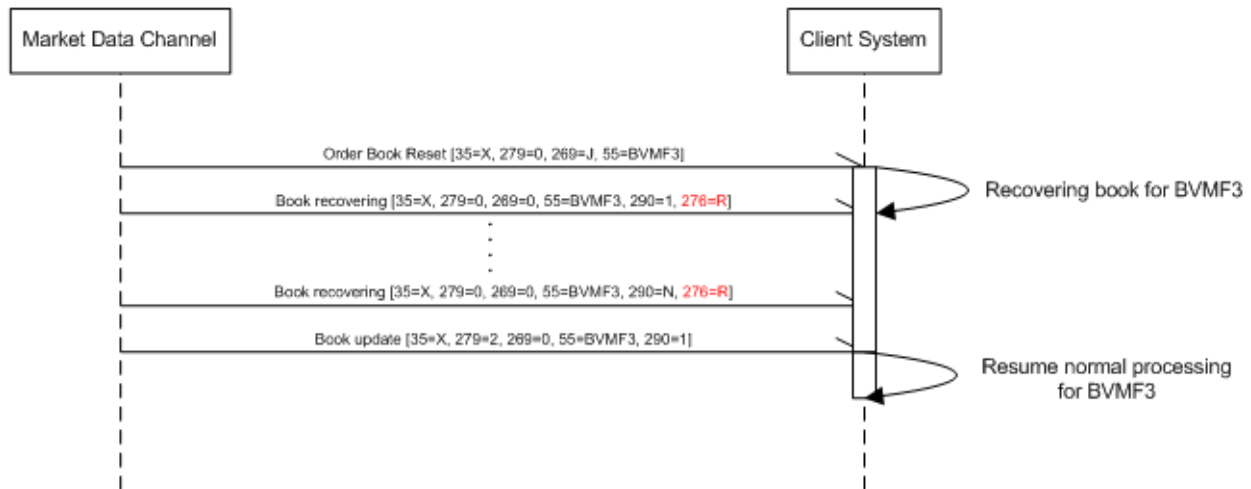 Market Data Channel
Client System
Order Book Reset [35=X, 279=0, 269=J, 55=BVMF3]
Recovering book for BVMF3
Book recovering [35=X, 279=0, 269=0, 55=BVMF3, 290=1, 276=R]
Book recovering [35=X, 279=0, 269=0, 55=BVMF3, 290=N, 276=R]
Book update [35=X, 279=2, 269=0, 55=BVMF3, 290=1]
Resume normal processing
for BVMF3